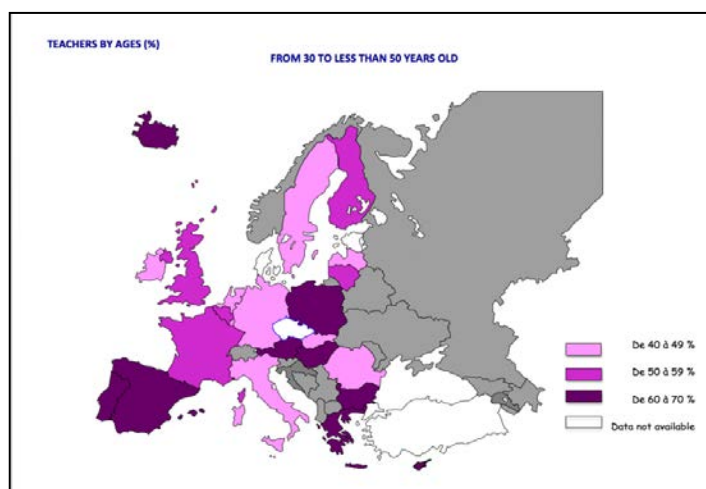 TEACHERS BY AGES (%)
FROM 30 TO LESS THAN 50 YEARS OLD
De 40 à 49 %
De 50 à 59 %
De 60 à 70 %
Data not available